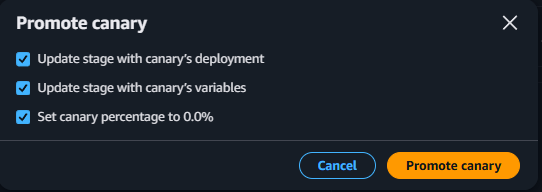 Promote canary
Update stage with canary's deployment
Update stage with canary's variables
Set canary percentage to 0.0%
Cancel
Promote canary